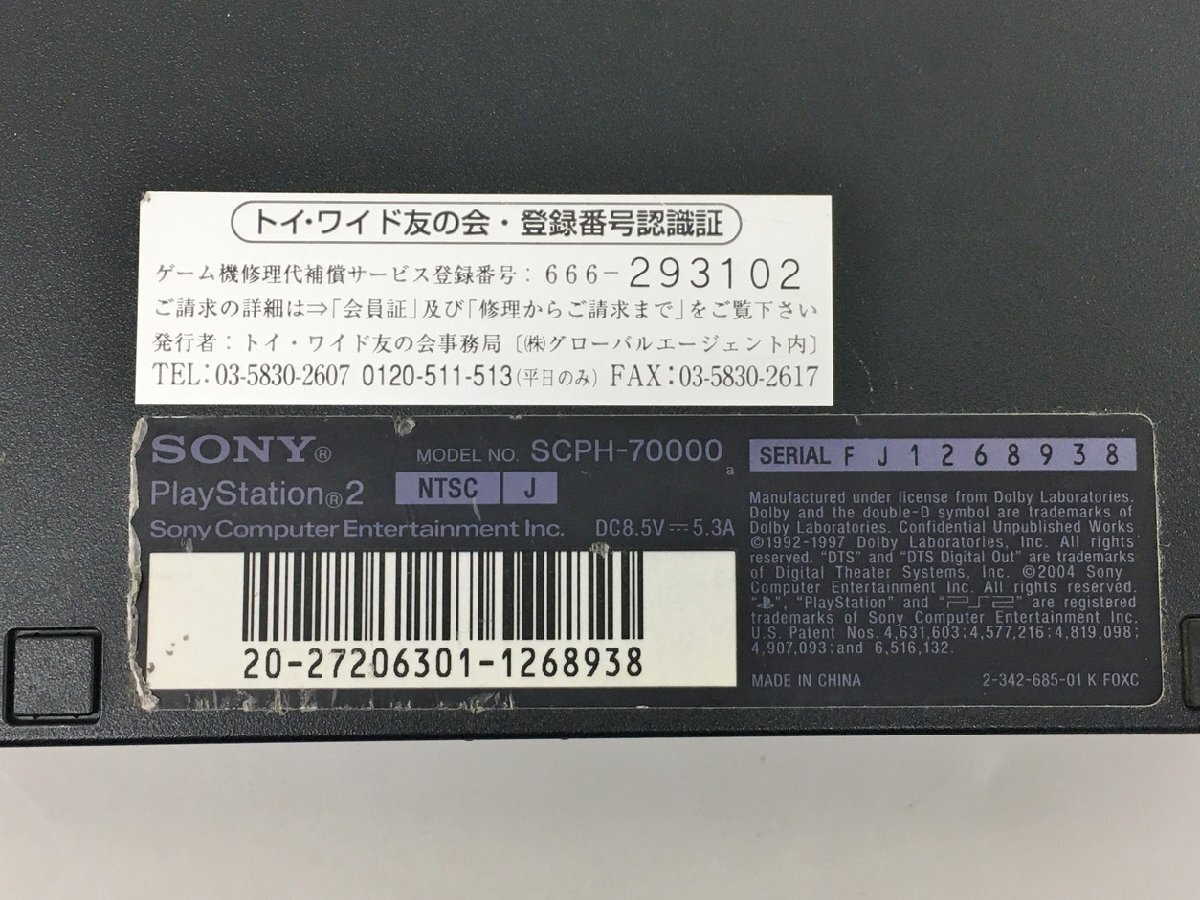 トイ・ワイド友の会・登録番号認識証
ゲーム機修理代補償サービス登録番号：666-293102
ご請求の詳細は⇒「会員証」及び「修理からご請求まで」をご覧下さい
発行者：トイ・ワイド友の会事務局〔㈱グローバルエージェント内〕
TEL:03-5830-2607 0120-511-513(平日のみ) FAX:03-5830-2617
SONY® MODEL NO. SCPH-70000 a
PlayStation®2 NTSC J
Sony Computer Entertainment Inc. DC8.5V⎓5.3A
20-27206301-1268938
SERIAL FJ1268938
Manufactured under license from Dolby Laboratories.
Dolby and the double-D symbol are trademarks of
Dolby Laboratories. Confidential Unpublished Works
©1992-1997 Dolby Laboratories, Inc. All rights
reserved. "DTS" and "DTS Digital Out" are trademarks
of Digital Theater Systems, Inc. ©2004 Sony
Computer Entertainment Inc. All rights reserved.
" ", "PlayStation" and "PS2" are registered
trademarks of Sony Computer Entertainment Inc.
U.S. Patent Nos. 4,631,603;4,577,216;4,819,098;
4,907,093;and 6,516,132.
MADE IN CHINA 2-342-685-01 K FOXC